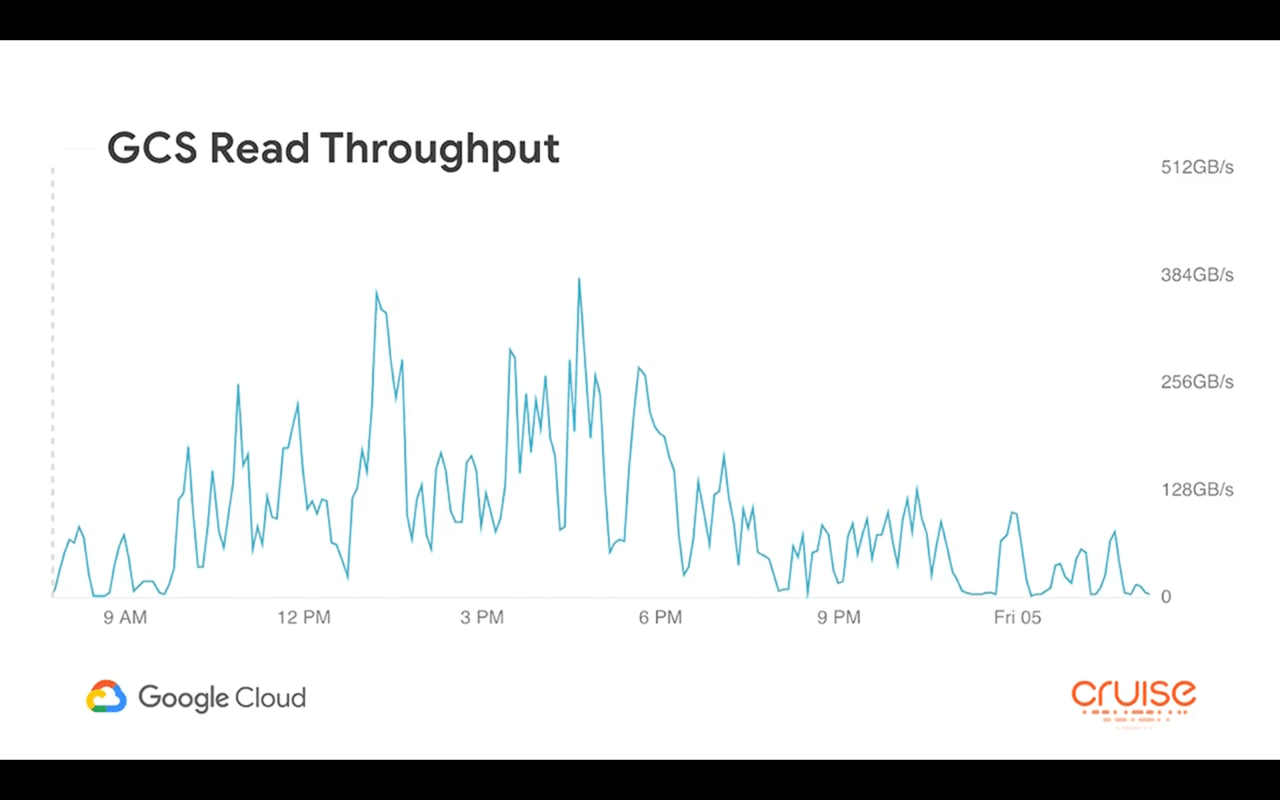 GCS Read Throughput
512GB/s
384GB/s
256GB/s
128GB/s
0
9 AM 12 PM 3 PM 6 PM 9 PM Fri 05
Google Cloud
cruise